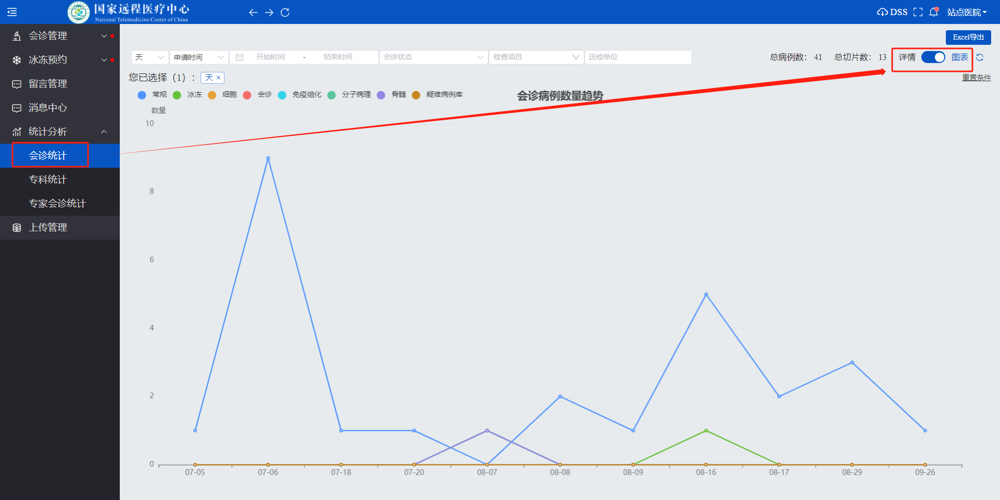 国家远程医疗中心
National Telemedicine Center of China
DSS
站点医院
会诊管理
冰冻预约
留言管理
消息中心
统计分析
会诊统计
专科统计
专家会诊统计
上传管理
Excel导出
天 申请时间 开始时间 - 结束时间 会诊状态 检查项目 送检单位
总病例数： 41 总切片数： 13 详情 图表
您已选择（1）： 天 ×
重置条件
常规 冰冻 细胞 会诊 免疫组化 分子病理 骨髓 疑难病例库
会诊病例数量趋势
数量
10
8
6
4
2
0
07-05 07-06 07-18 07-20 08-07 08-08 08-09 08-16 08-17 08-29 09-26